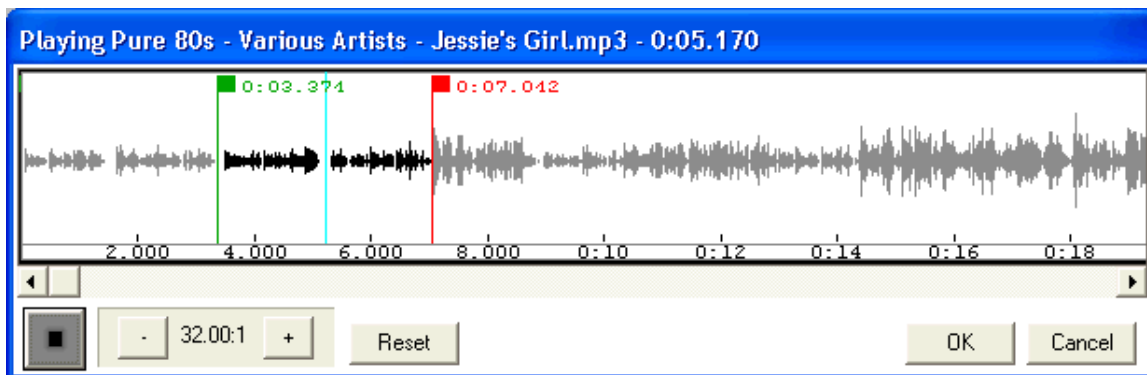 Playing Pure 80s - Various Artists - Jessie's Girl.mp3 - 0:05.170
0:03.374 0:07.042
2.000 4.000 6.000 8.000 0:10 0:12 0:14 0:16 0:18
- 32.00:1 + Reset OK Cancel